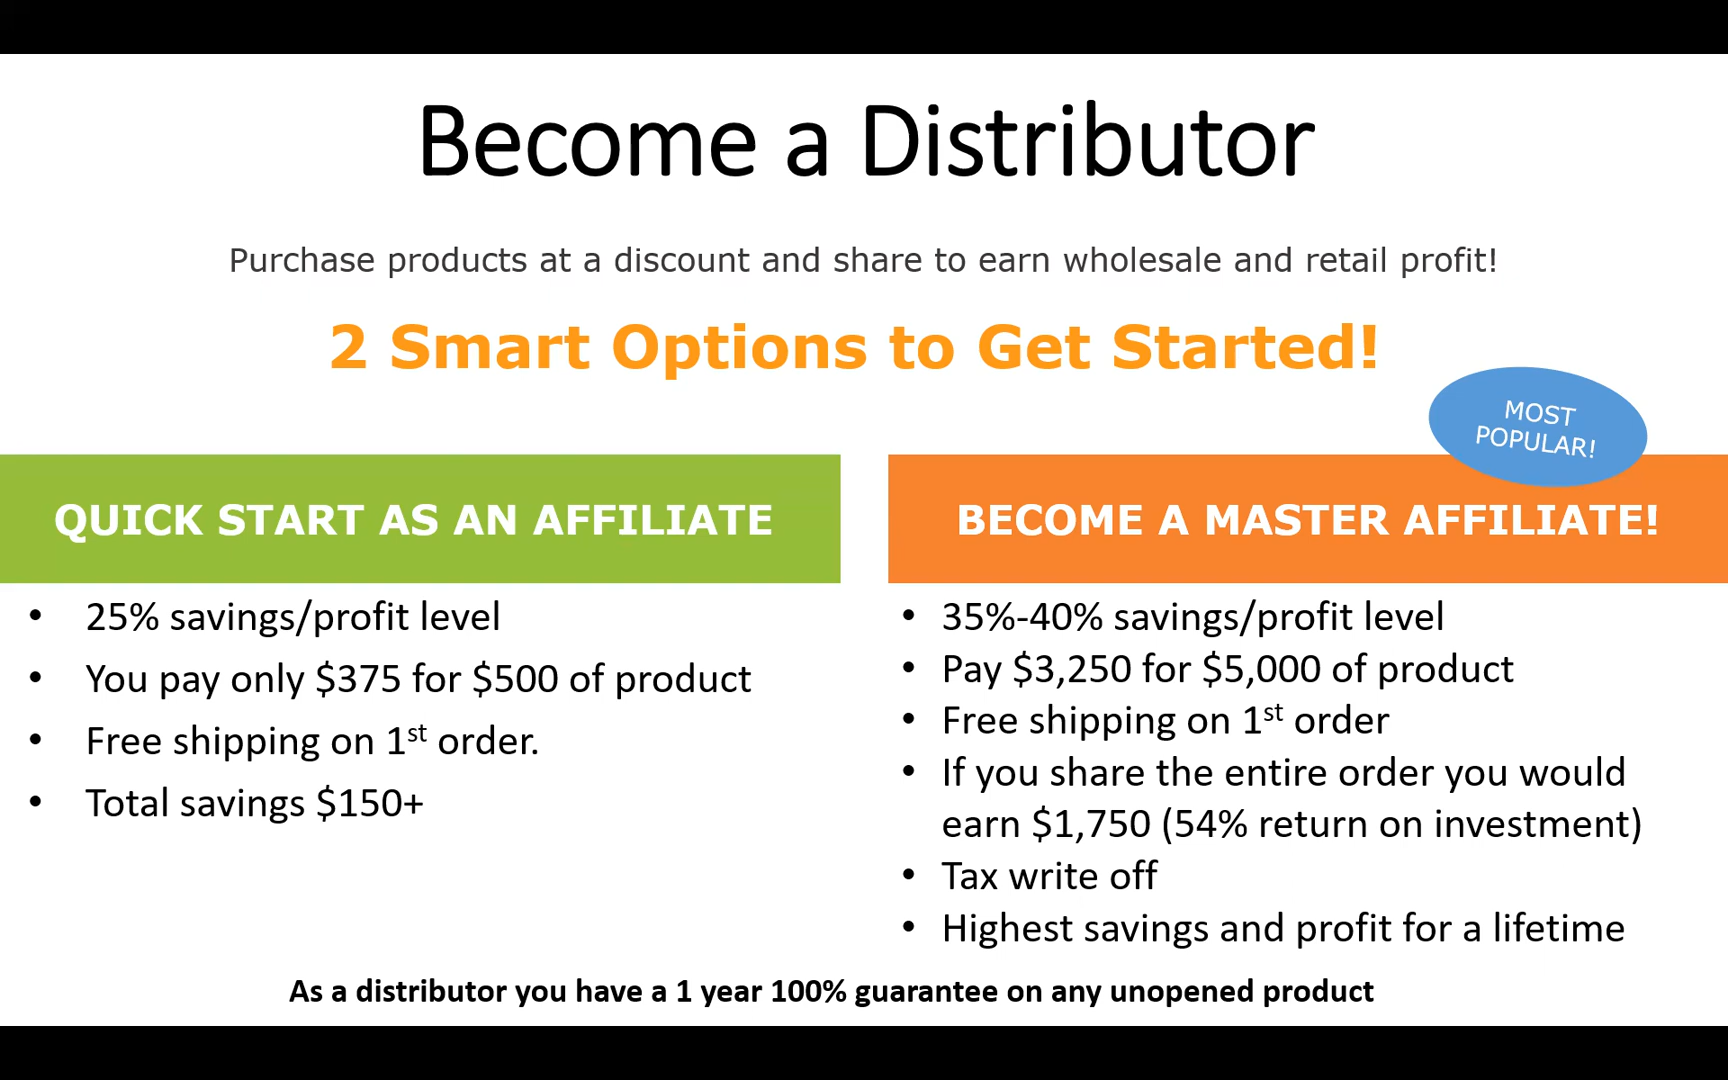 Become a Distributor
Purchase products at a discount and share to earn wholesale and retail profit!
2 Smart Options to Get Started!
MOST
POPULAR!
QUICK START AS AN AFFILIATE
• 25% savings/profit level
• You pay only $375 for $500 of product
• Free shipping on 1st order.
• Total savings $150+
BECOME A MASTER AFFILIATE!
• 35%-40% savings/profit level
• Pay $3,250 for $5,000 of product
• Free shipping on 1st order
• If you share the entire order you would
earn $1,750 (54% return on investment)
• Tax write off
• Highest savings and profit for a lifetime
As a distributor you have a 1 year 100% guarantee on any unopened product